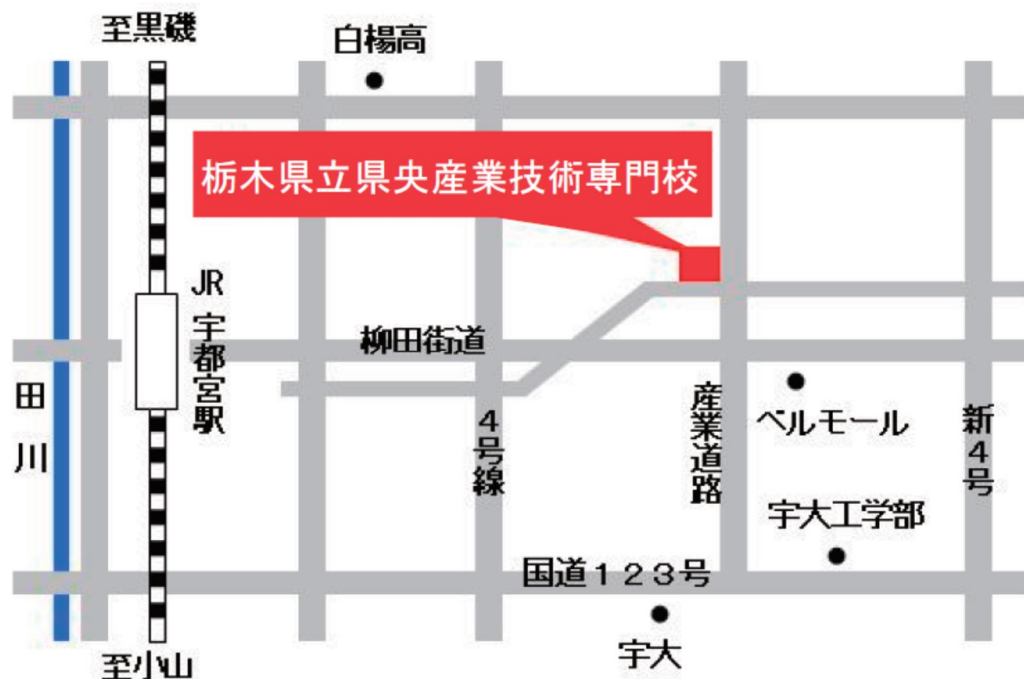 至黒磯
白楊高
栃木県立県央産業技術専門校
JR宇都宮駅
柳田街道
田川
4号線
産業道路
ベルモール
新4号
宇大工学部
国道123号
宇大
至小山